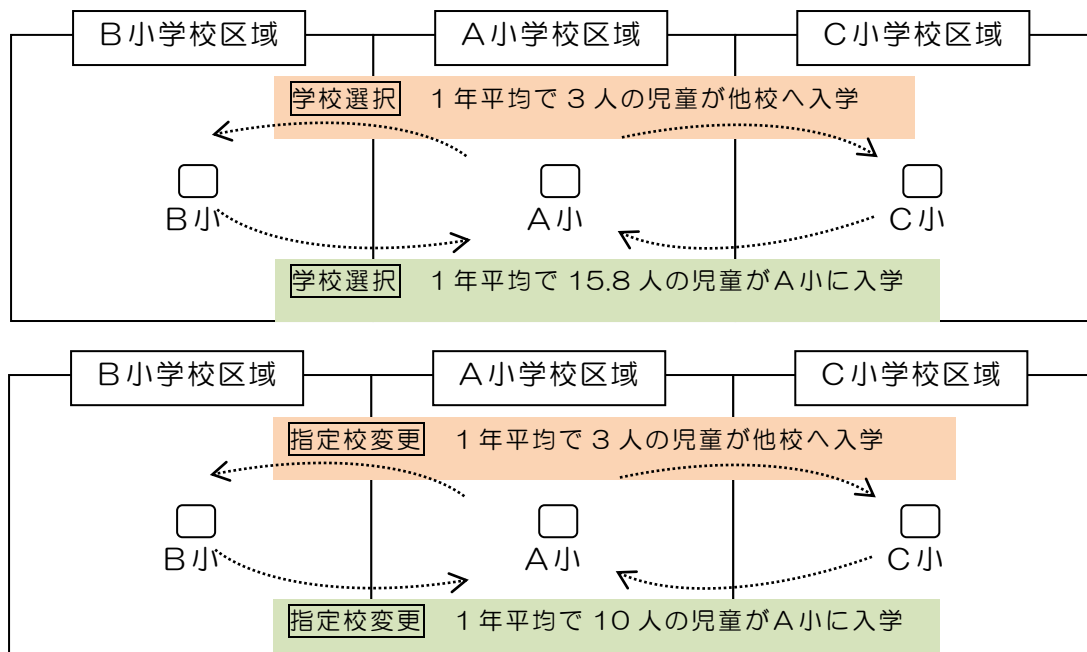 B小学校区域
A小学校区域
C小学校区域
学校選択 1年平均で3人の児童が他校へ入学
B小
A小
C小
学校選択 1年平均で15.8人の児童がA小に入学
B小学校区域
A小学校区域
C小学校区域
指定校変更 1年平均で3人の児童が他校へ入学
B小
A小
C小
指定校変更 1年平均で10人の児童がA小に入学